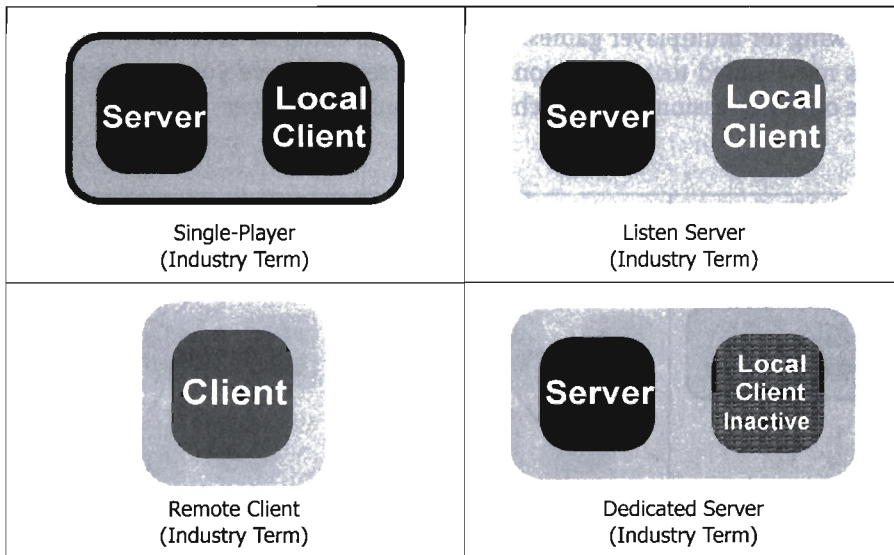 Server
Local
Client
Single-Player
(Industry Term)
Server
Local
Client
Listen Server
(Industry Term)
Client
Remote Client
(Industry Term)
Server
Local
Client
Inactive
Dedicated Server
(Industry Term)